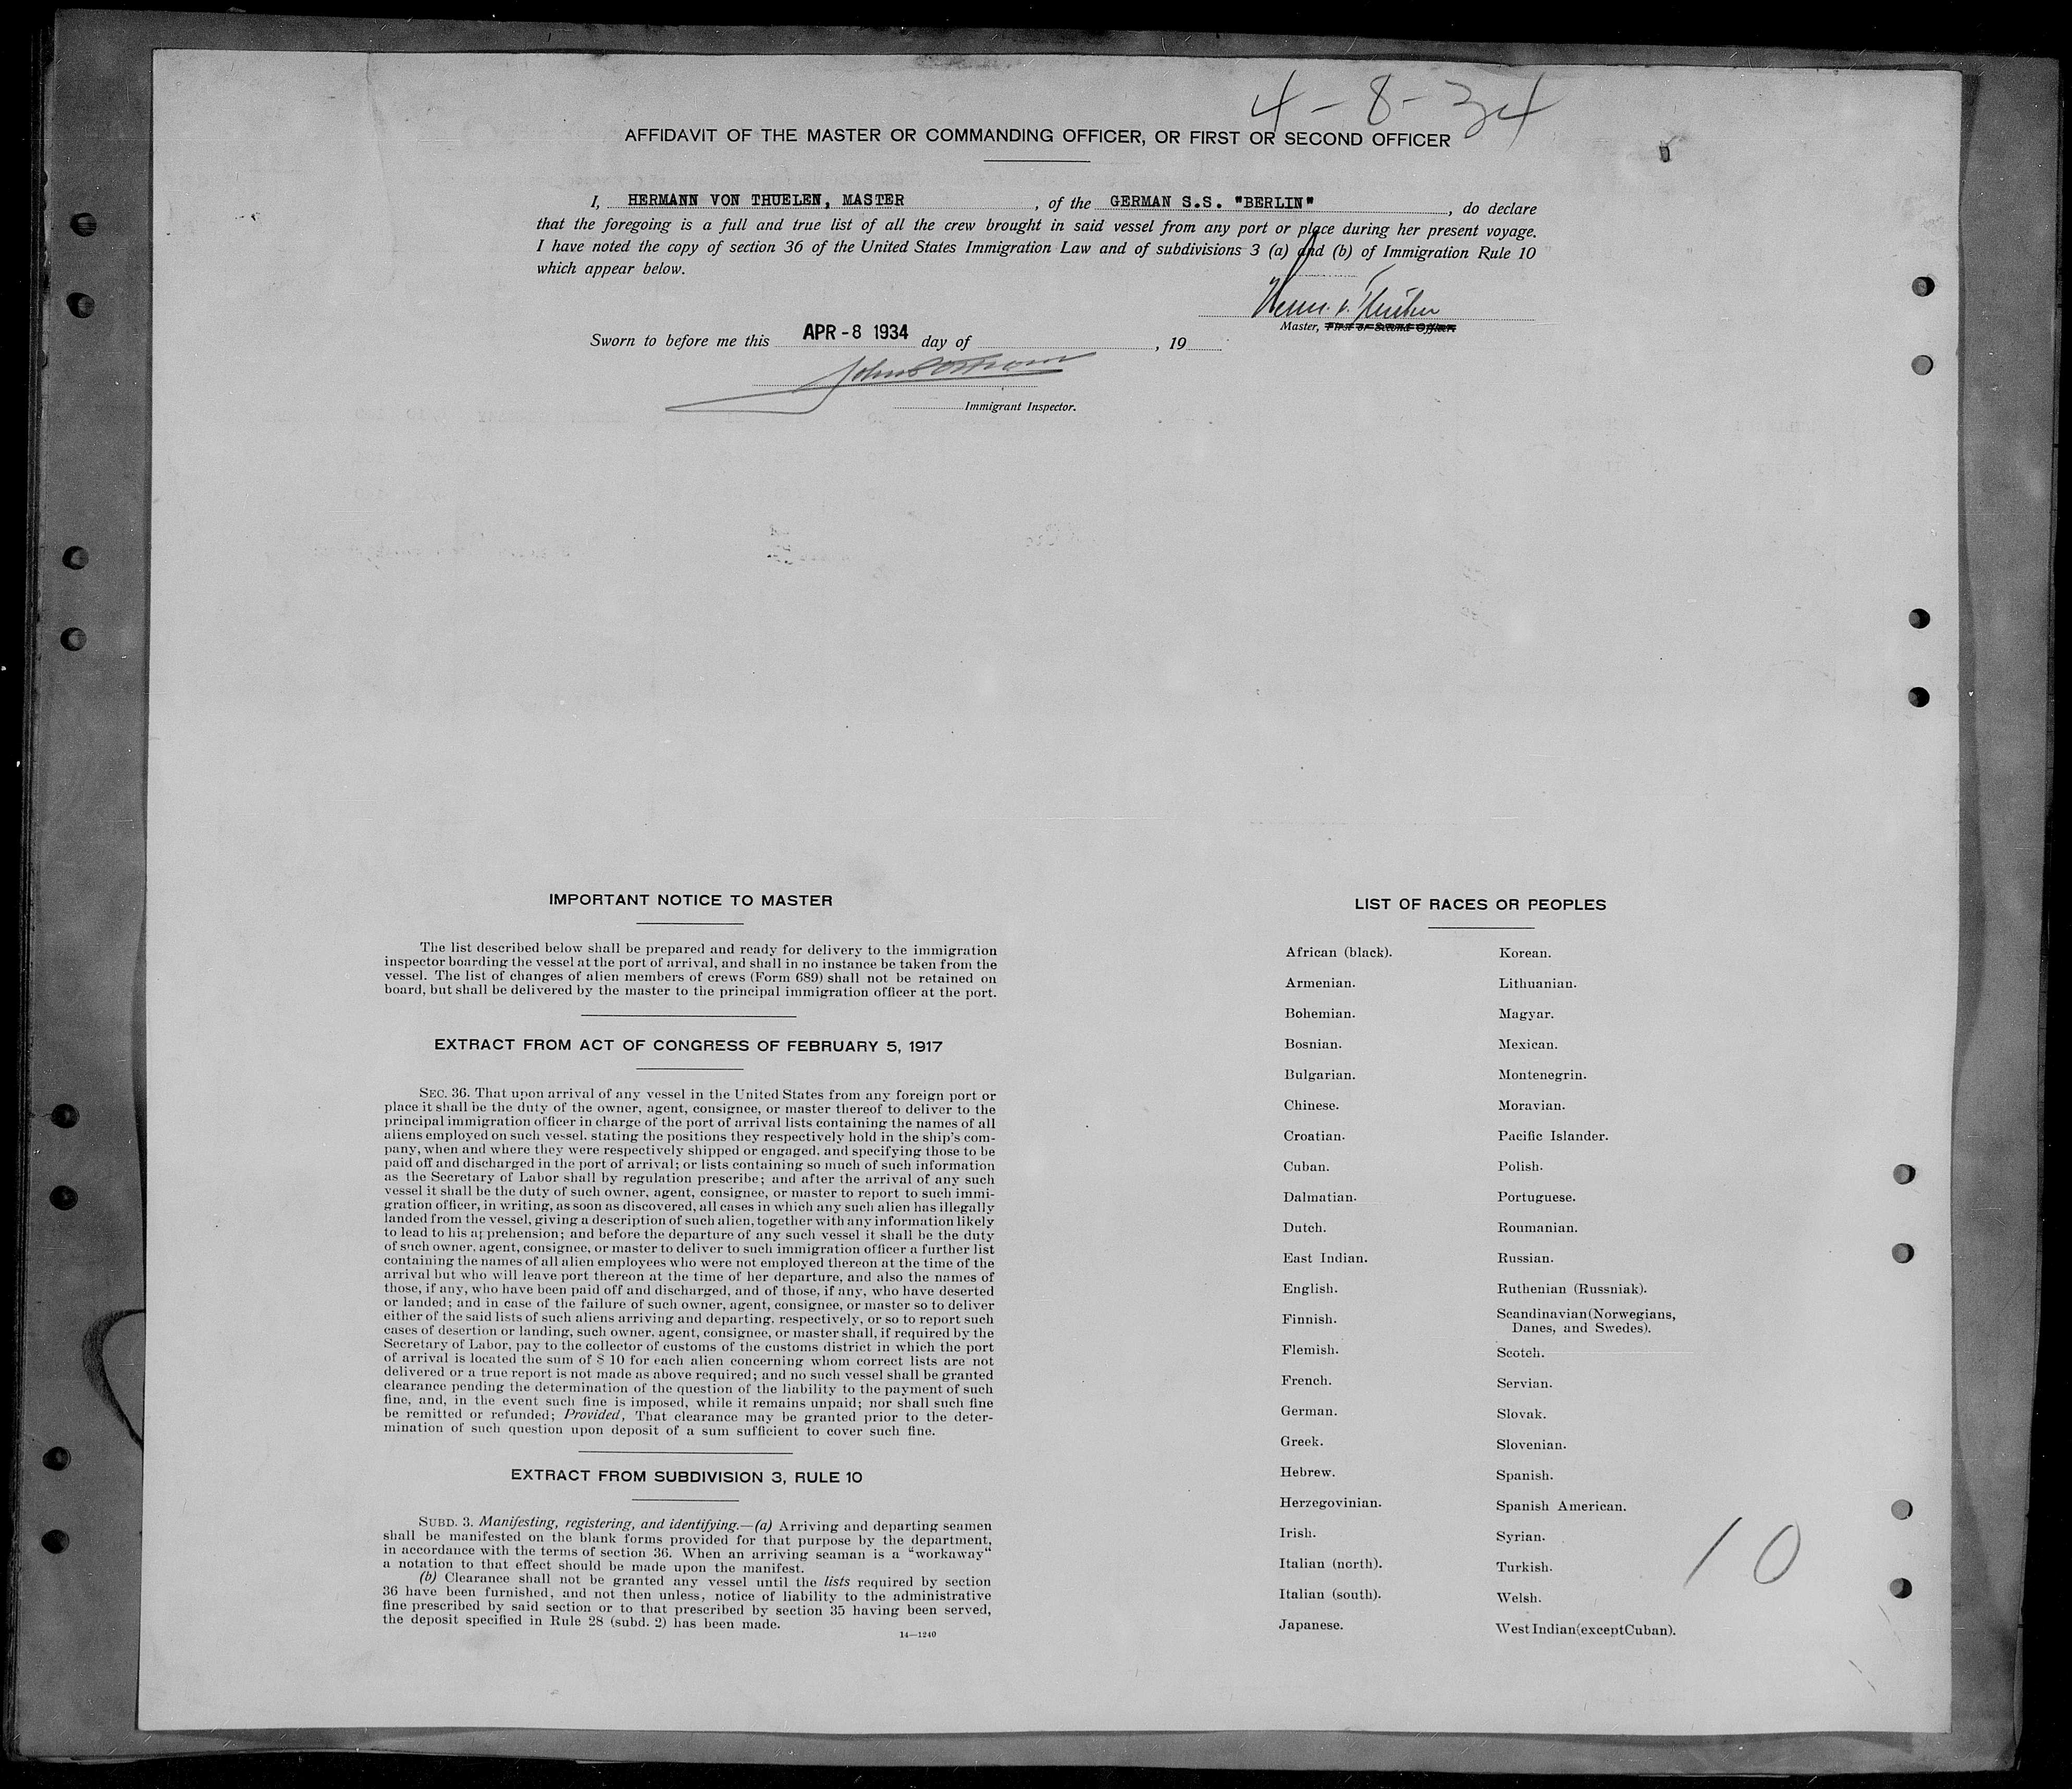 4-8-34
AFFIDAVIT OF THE MASTER OR COMMANDING OFFICER, OR FIRST OR SECOND OFFICER
I, HERMANN VON THUELEN, MASTER, of the GERMAN S.S. "BERLIN", do declare
that the foregoing is a full and true list of all the crew brought in said vessel from any port or place during her present voyage.
I have noted the copy of section 36 of the United States Immigration Law and of subdivisions 3 (a) and (b) of Immigration Rule 10
which appear below.
Master, First or Second Officer.
Sworn to before me this APR-8 1934 day of , 19
Immigrant Inspector.
IMPORTANT NOTICE TO MASTER
The list described below shall be prepared and ready for delivery to the immigration
inspector boarding the vessel at the port of arrival, and shall in no instance be taken from the
vessel. The list of changes of alien members of crews (Form 689) shall not be retained on
board, but shall be delivered by the master to the principal immigration officer at the port.
EXTRACT FROM ACT OF CONGRESS OF FEBRUARY 5, 1917
SEC. 36. That upon arrival of any vessel in the United States from any foreign port or
place it shall be the duty of the owner, agent, consignee, or master thereof to deliver to the
principal immigration officer in charge of the port of arrival lists containing the names of all
aliens employed on such vessel. stating the positions they respectively hold in the ship's com-
pany, when and where they were respectively shipped or engaged. and specifying those to be
paid off and discharged in the port of arrival; or lists containing so much of such information
as the Secretary of Labor shall by regulation prescribe; and after the arrival of any such
vessel it shall be the duty of such owner, agent, consignee, or master to report to such immi-
gration officer, in writing, as soon as discovered, all cases in which any such alien has illegally
landed from the vessel, giving a description of such alien, together with any information likely
to lead to his apprehension; and before the departure of any such vessel it shall be the duty
of such owner, agent, consignee, or master to deliver to such immigration officer a further list
containing the names of all alien employees who were not employed thereon at the time of the
arrival but who will leave port thereon at the time of her departure, and also the names of
those, if any, who have been paid off and discharged, and of those, if any, who have deserted
or landed; and in case of the failure of such owner, agent, consignee, or master so to deliver
either of the said lists of such aliens arriving and departing, respectively, or so to report such
cases of desertion or landing, such owner. agent, consignee, or master shall, if required by the
Secretary of Labor, pay to the collector of customs of the customs district in which the port
of arrival is located the sum of $ 10 for each alien concerning whom correct lists are not
delivered or a true report is not made as above required; and no such vessel shall be granted
clearance pending the determination of the question of the liability to the payment of such
fine, and, in the event such fine is imposed, while it remains unpaid; nor shall such fine
be remitted or refunded; Provided, That clearance may be granted prior to the deter-
mination of such question upon deposit of a sum sufficient to cover such fine.
EXTRACT FROM SUBDIVISION 3, RULE 10
SUBD. 3. Manifesting, registering, and identifying.—(a) Arriving and departing seamen
shall be manifested on the blank forms provided for that purpose by the department,
in accordance with the terms of section 36. When an arriving seaman is a "workaway"
a notation to that effect should be made upon the manifest.
(b) Clearance shall not be granted any vessel until the lists required by section
36 have been furnished, and not then unless, notice of liability to the administrative
fine prescribed by said section or to that prescribed by section 35 having been served,
the deposit specified in Rule 28 (subd. 2) has been made.
14—1240
LIST OF RACES OR PEOPLES
African (black).
Armenian.
Bohemian.
Bosnian.
Bulgarian.
Chinese.
Croatian.
Cuban.
Dalmatian.
Dutch.
East Indian.
English.
Finnish.
Flemish.
French.
German.
Greek.
Hebrew.
Herzegovinian.
Irish.
Italian (north).
Italian (south).
Japanese.
Korean.
Lithuanian.
Magyar.
Mexican.
Montenegrin.
Moravian.
Pacific Islander.
Polish.
Portuguese.
Roumanian.
Russian.
Ruthenian (Russniak).
Scandinavian(Norwegians,
Danes, and Swedes).
Scotch.
Servian.
Slovak.
Slovenian.
Spanish.
Spanish American.
Syrian.
Turkish.
Welsh.
West Indian(exceptCuban).
10